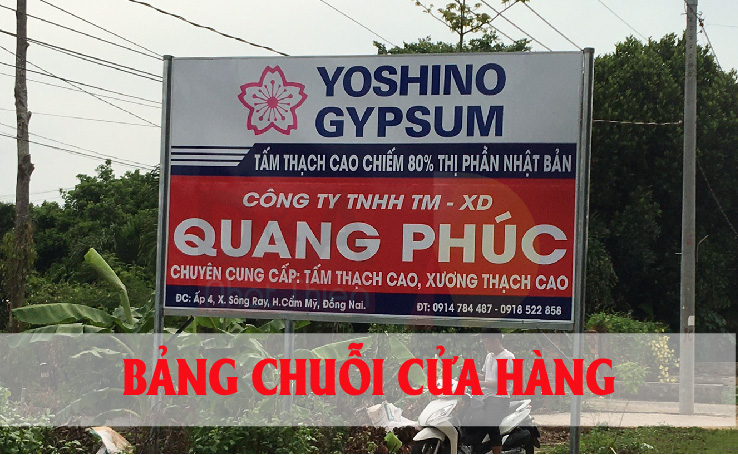 YOSHINO
GYPSUM
TẤM THẠCH CAO CHIẾM 80% THỊ PHẦN NHẬT BẢN
CÔNG TY TNHH TM - XD
QUANG PHÚC
CHUYÊN CUNG CẤP: TẤM THẠCH CAO, XƯƠNG THẠCH CAO
ĐC: Ấp 4, X. Sông Ray, H.Cẩm Mỹ, Đồng Nai. ĐT: 0914 784 487 - 0918 522 858
BẢNG CHUỖI CỬA HÀNG